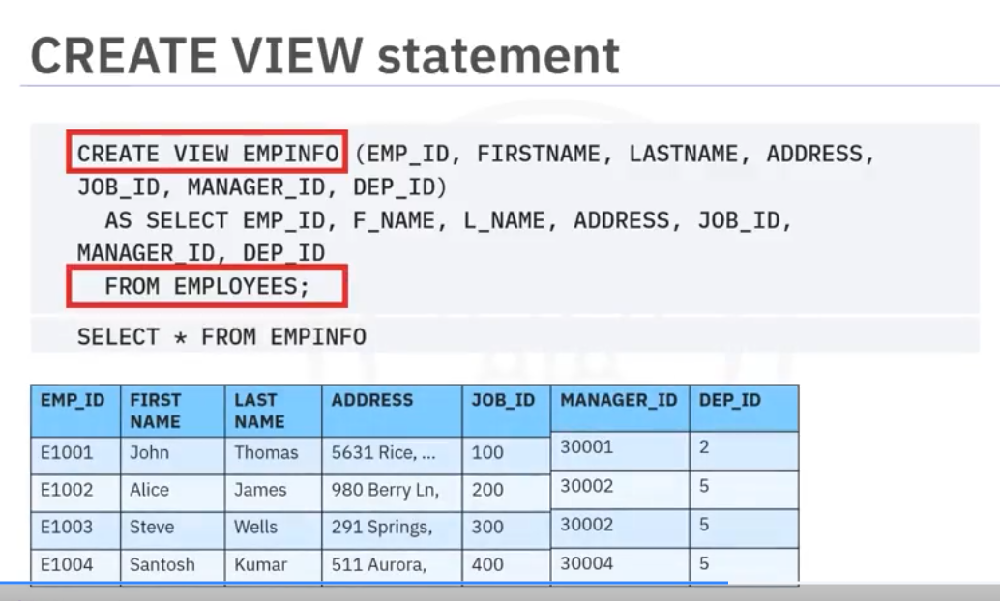 CREATE VIEW statement
CREATE VIEW EMPINFO (EMP_ID, FIRSTNAME, LASTNAME, ADDRESS,
JOB_ID, MANAGER_ID, DEP_ID)
AS SELECT EMP_ID, F_NAME, L_NAME, ADDRESS, JOB_ID,
MANAGER_ID, DEP_ID
FROM EMPLOYEES;
SELECT * FROM EMPINFO
EMP_ID FIRST NAME LAST NAME ADDRESS JOB_ID MANAGER_ID DEP_ID
E1001 John Thomas 5631 Rice, ... 100 30001 2
E1002 Alice James 980 Berry Ln, 200 30002 5
E1003 Steve Wells 291 Springs, 300 30002 5
E1004 Santosh Kumar 511 Aurora, 400 30004 5